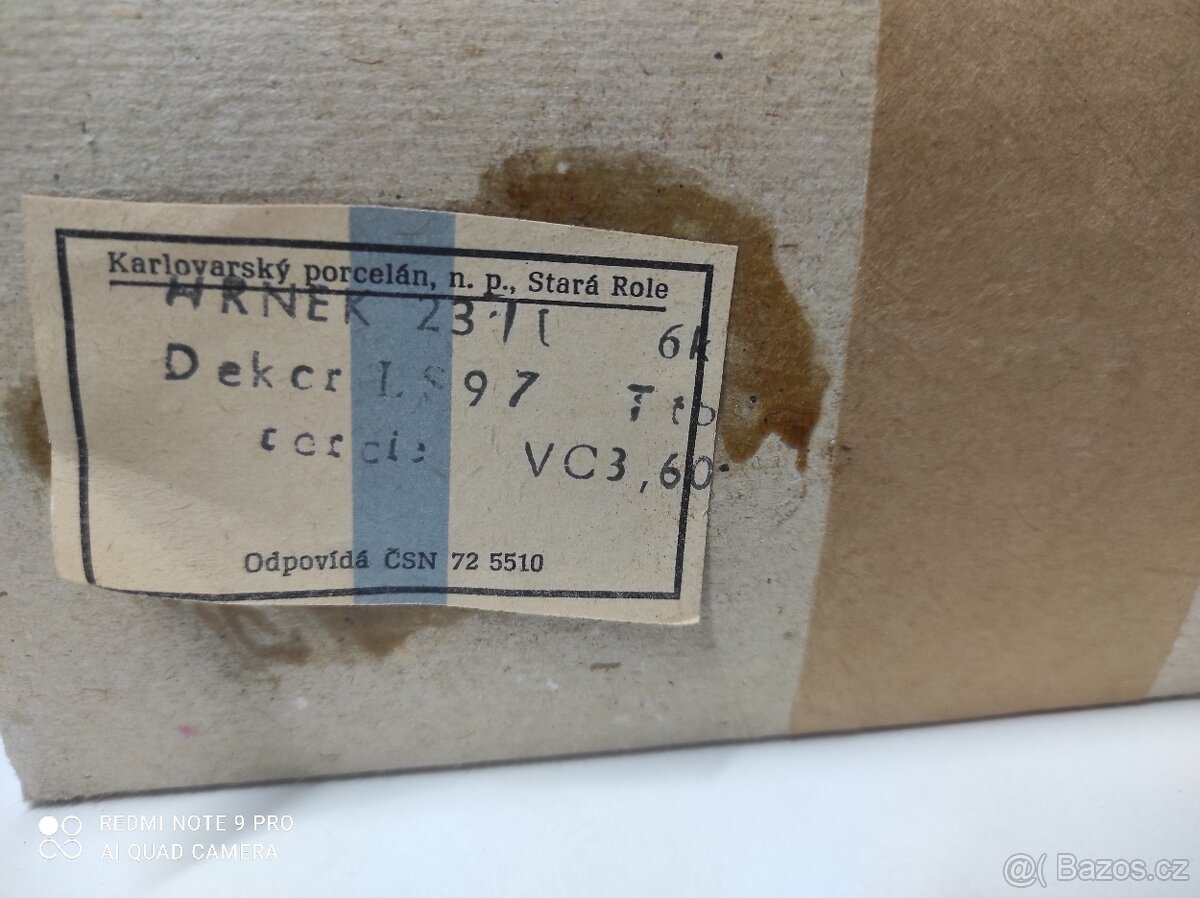 Karlovarský porcelán, n. p., Stará Role
HRNEK 6k
Dekor LS97
VC3,60
Odpovídá ČSN 72 5510
REDMI NOTE 9 PRO
AI QUAD CAMERA
@( Bazos.cz